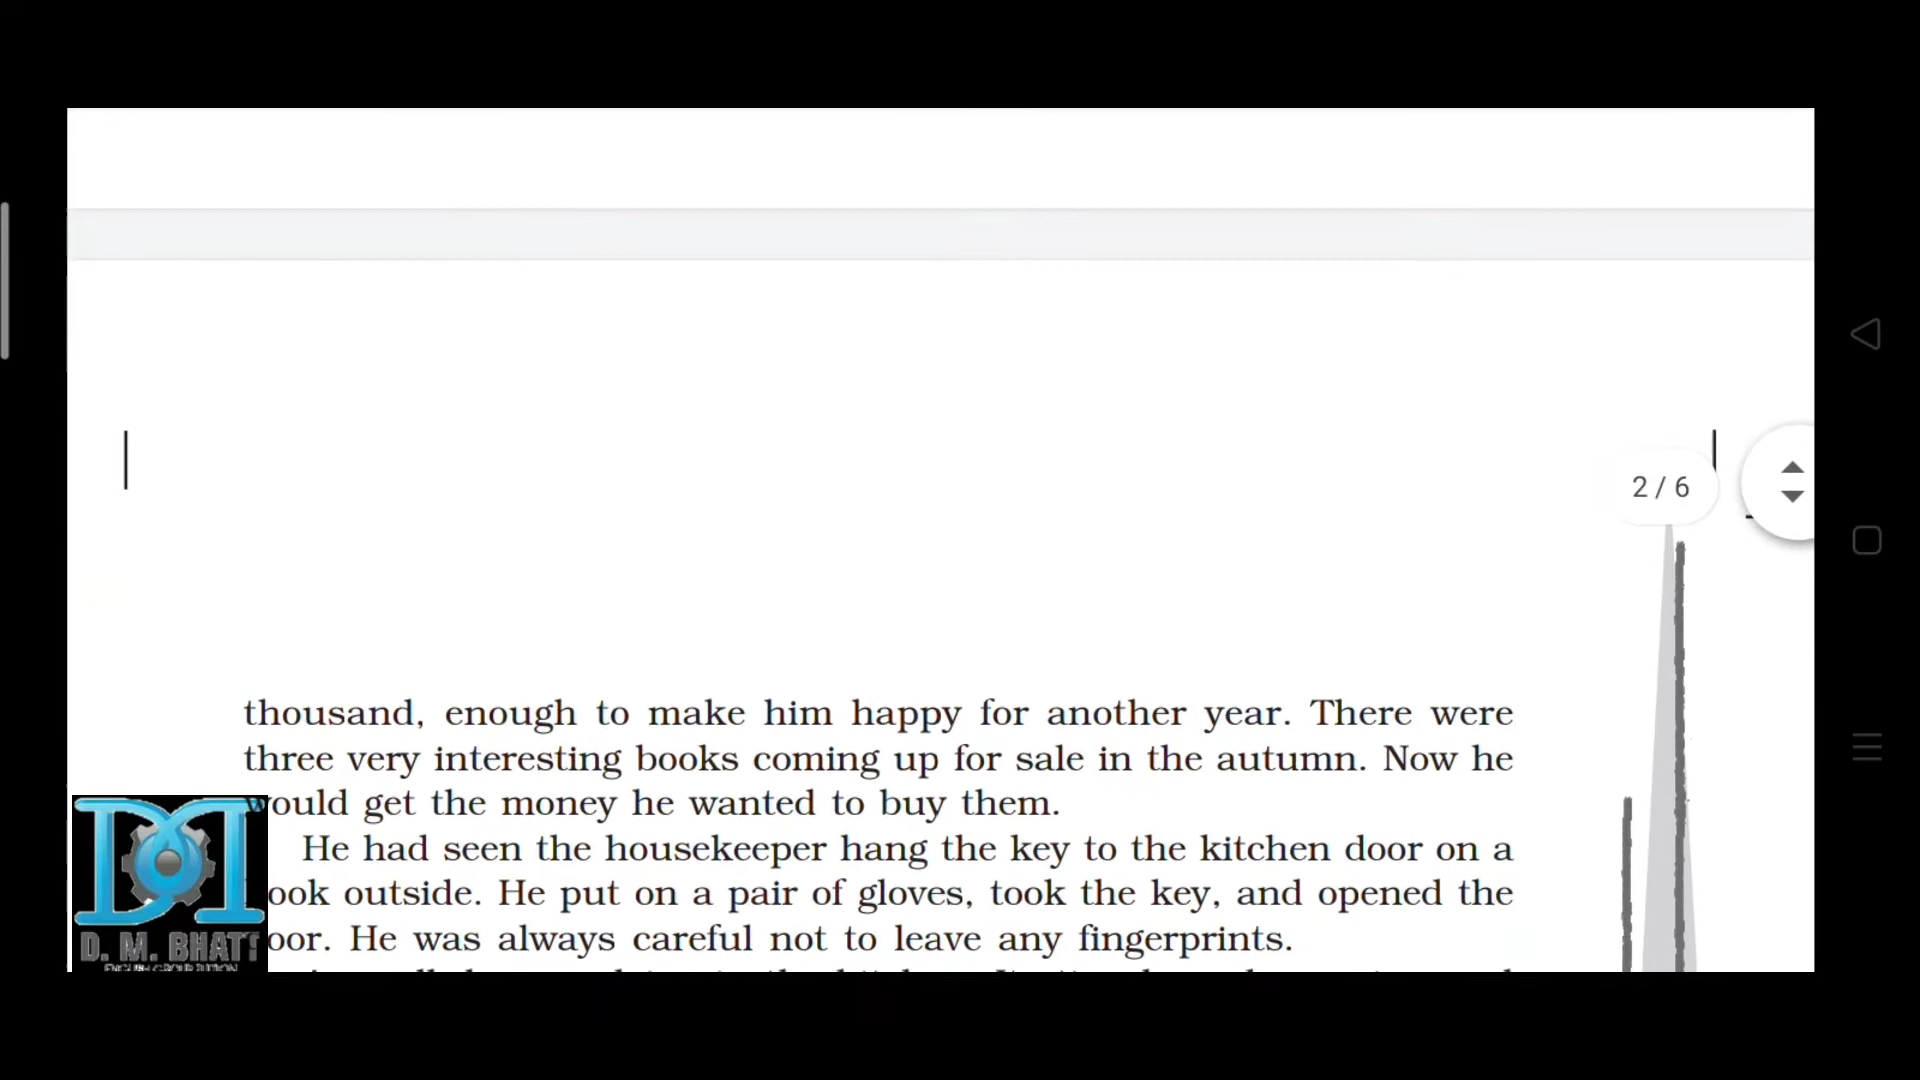 2 / 6
thousand, enough to make him happy for another year. There were
three very interesting books coming up for sale in the autumn. Now he
would get the money he wanted to buy them.
He had seen the housekeeper hang the key to the kitchen door on a
ook outside. He put on a pair of gloves, took the key, and opened the
oor. He was always careful not to leave any fingerprints.
D. M. BHATT